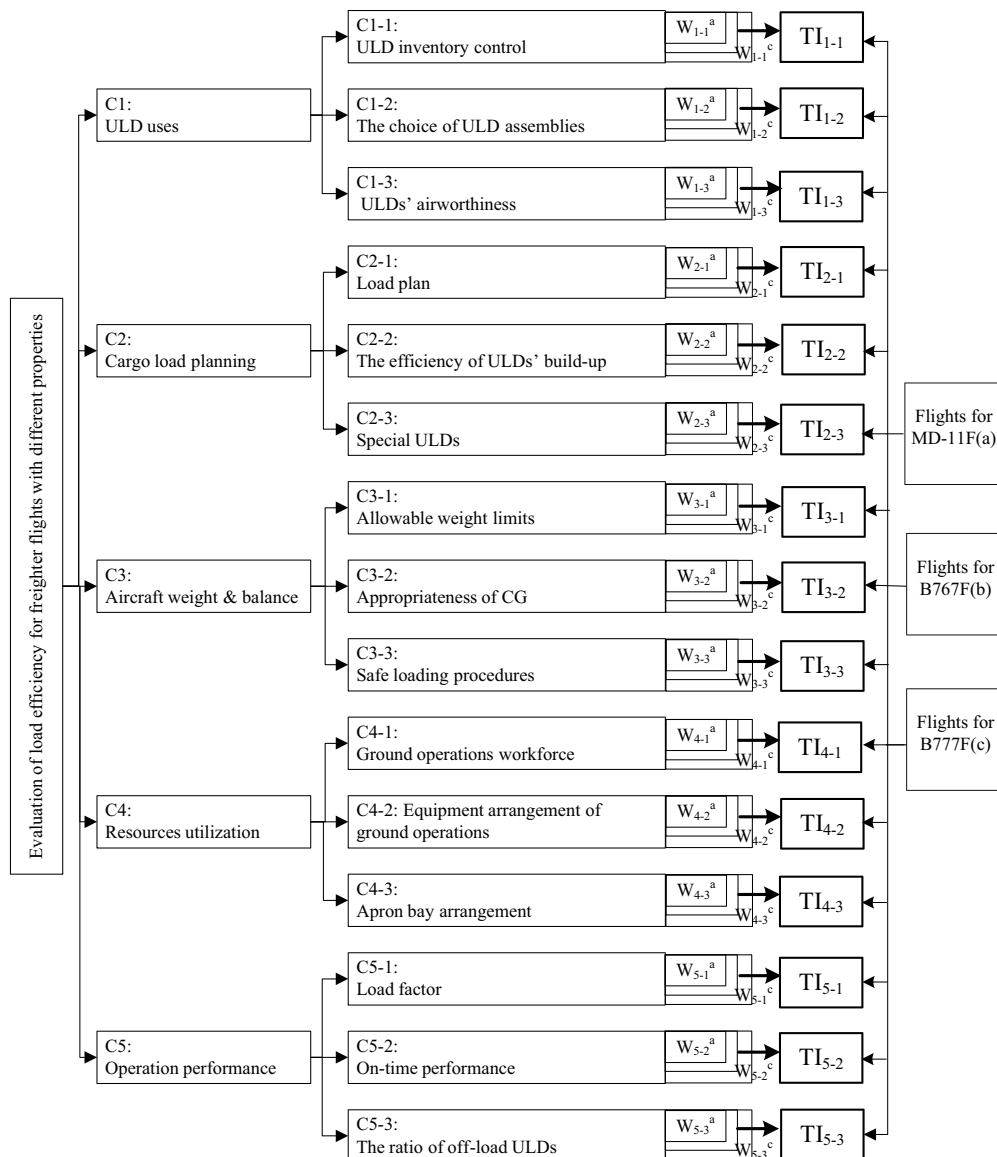 Evaluation of load efficiency for freighter flights with different properties
C1:
ULD uses
C1-1:
ULD inventory control
W1-1a
W1-1c
TI1-1
C1-2:
The choice of ULD assemblies
W1-2a
W1-2c
TI1-2
C1-3:
ULDs’ airworthiness
W1-3a
W1-3c
TI1-3
C2:
Cargo load planning
C2-1:
Load plan
W2-1a
W2-1c
TI2-1
C2-2:
The efficiency of ULDs’ build-up
W2-2a
W2-2c
TI2-2
C2-3:
Special ULDs
W2-3a
W2-3c
TI2-3
C3:
Aircraft weight & balance
C3-1:
Allowable weight limits
W3-1a
W3-1c
TI3-1
C3-2:
Appropriateness of CG
W3-2a
W3-2c
TI3-2
C3-3:
Safe loading procedures
W3-3a
W3-3c
TI3-3
C4:
Resources utilization
C4-1:
Ground operations workforce
W4-1a
W4-1c
TI4-1
C4-2: Equipment arrangement of
ground operations
W4-2a
W4-2c
TI4-2
C4-3:
Apron bay arrangement
W4-3a
W4-3c
TI4-3
C5:
Operation performance
C5-1:
Load factor
W5-1a
W5-1c
TI5-1
C5-2:
On-time performance
W5-2a
W5-2c
TI5-2
C5-3:
The ratio of off-load ULDs
W5-3a
W5-3c
TI5-3
Flights for
MD-11F(a)
Flights for
B767F(b)
Flights for
B777F(c)